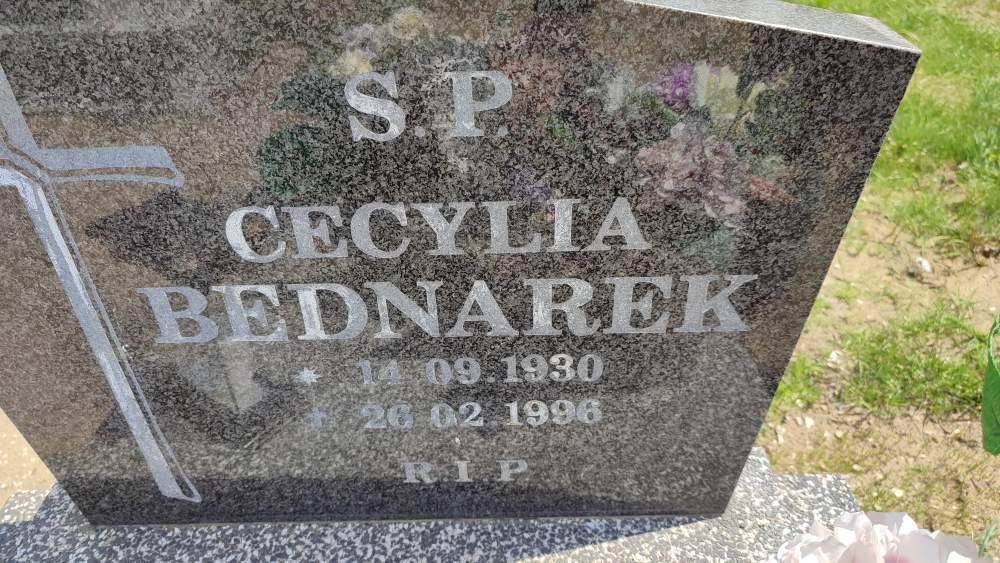 S.P.
CECYLIA
BEDNAREK
* 14.09.1930
† 26.02.1996
R I P